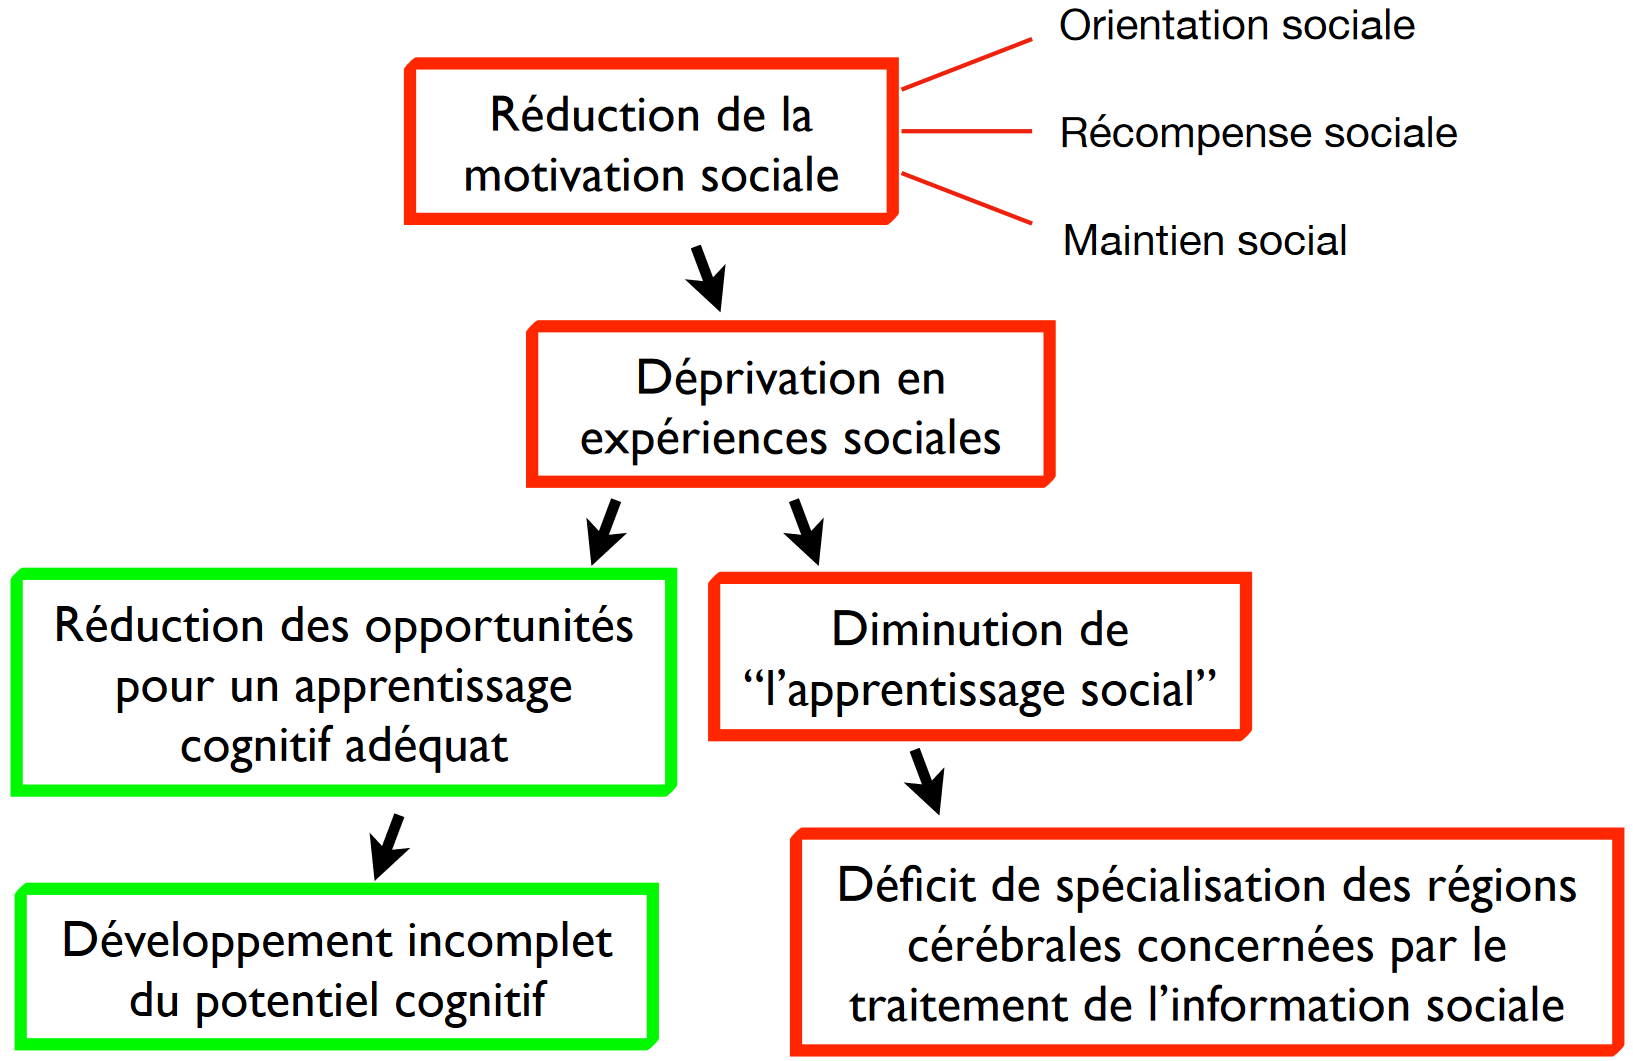 Orientation sociale
Réduction de la
motivation sociale
Récompense sociale
Maintien social
Déprivation en
expériences sociales
Réduction des opportunités
pour un apprentissage
cognitif adéquat
Diminution de
“l’apprentissage social”
Développement incomplet
du potentiel cognitif
Déficit de spécialisation des régions
cérébrales concernées par le
traitement de l’information sociale